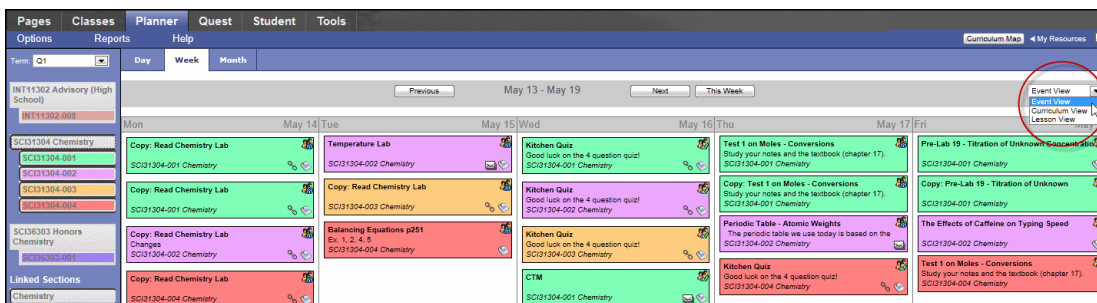 Pages Classes Planner Quest Student Tools
Options Reports Help
Curriculum Map My Resources
Term: Q1
Day Week Month
INT11302 Advisory (High School)
INT11302-008
Previous May 13 - May 19 Next This Week
Event View
Event View
Curriculum View
Lesson View
SCI31304 Chemistry
SCI31304-001
SCI31304-002
SCI31304-003
SCI31304-004
SCI36303 Honors Chemistry
SCI36303-001
Linked Sections
Chemistry
Mon May 14
Copy: Read Chemistry Lab
SCI31304-001 Chemistry
Copy: Read Chemistry Lab
SCI31304-001 Chemistry
Copy: Read Chemistry Lab
Changes
SCI31304-002 Chemistry
Copy: Read Chemistry Lab
SCI31304-004 Chemistry
Tue May 15
Temperature Lab
SCI31304-002 Chemistry
Copy: Read Chemistry Lab
SCI31304-003 Chemistry
Balancing Equations p251
Ex. 1, 2, 4, 5
SCI31304-004 Chemistry
Wed May 16
Kitchen Quiz
Good luck on the 4 question quiz!
SCI31304-001 Chemistry
Kitchen Quiz
Good luck on the 4 question quiz!
SCI31304-002 Chemistry
Kitchen Quiz
Good luck on the 4 question quiz!
SCI31304-003 Chemistry
CTM
SCI31304-001 Chemistry
Thu May 17
Test 1 on Moles - Conversions
Study your notes and the textbook (chapter 17).
SCI31304-001 Chemistry
Copy: Test 1 on Moles - Conversions
Study your notes and the textbook (chapter 17).
SCI31304-001 Chemistry
Periodic Table - Atomic Weights
The periodic table we use today is based on the
SCI31304-002 Chemistry
Kitchen Quiz
Good luck on the 4 question quiz!
SCI31304-004 Chemistry
Fri May
Pre-Lab 19 - Titration of Unknown Concentratio
SCI31304-001 Chemistry
Copy: Pre-Lab 19 - Titration of Unknown
SCI31304-001 Chemistry
The Effects of Caffeine on Typing Speed
SCI31304-002 Chemistry
Test 1 on Moles - Conversions
Study your notes and the textbook (chapter 17).
SCI31304-004 Chemistry